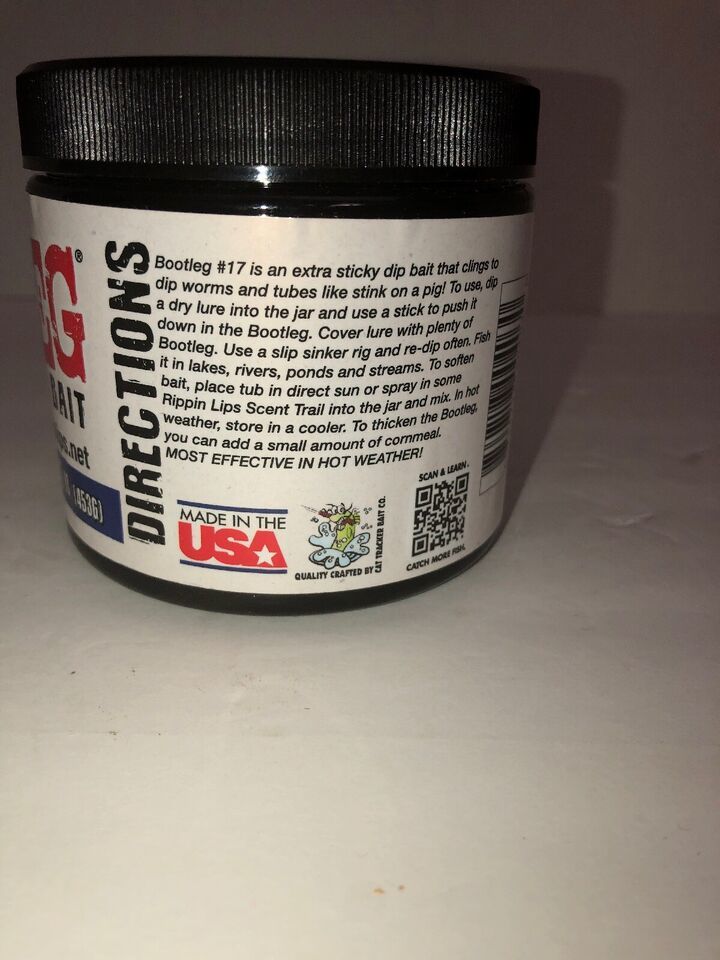 EG®
BAIT
ps.net
(453G)
DIRECTIONS
Bootleg #17 is an extra sticky dip bait that clings to
dip worms and tubes like stink on a pig! To use, dip
a dry lure into the jar and use a stick to push it
down in the Bootleg. Cover lure with plenty of
Bootleg. Use a slip sinker rig and re-dip often. Fish
it in lakes, rivers, ponds and streams. To soften
bait, place tub in direct sun or spray in some
Rippin Lips Scent Trail into the jar and mix. In hot
weather, store in a cooler. To thicken the Bootleg,
you can add a small amount of cornmeal.
MOST EFFECTIVE IN HOT WEATHER!
MADE IN THE
USA
QUALITY CRAFTED BY CAT TRACKER BAIT CO.
SCAN & LEARN.
CATCH MORE FISH.